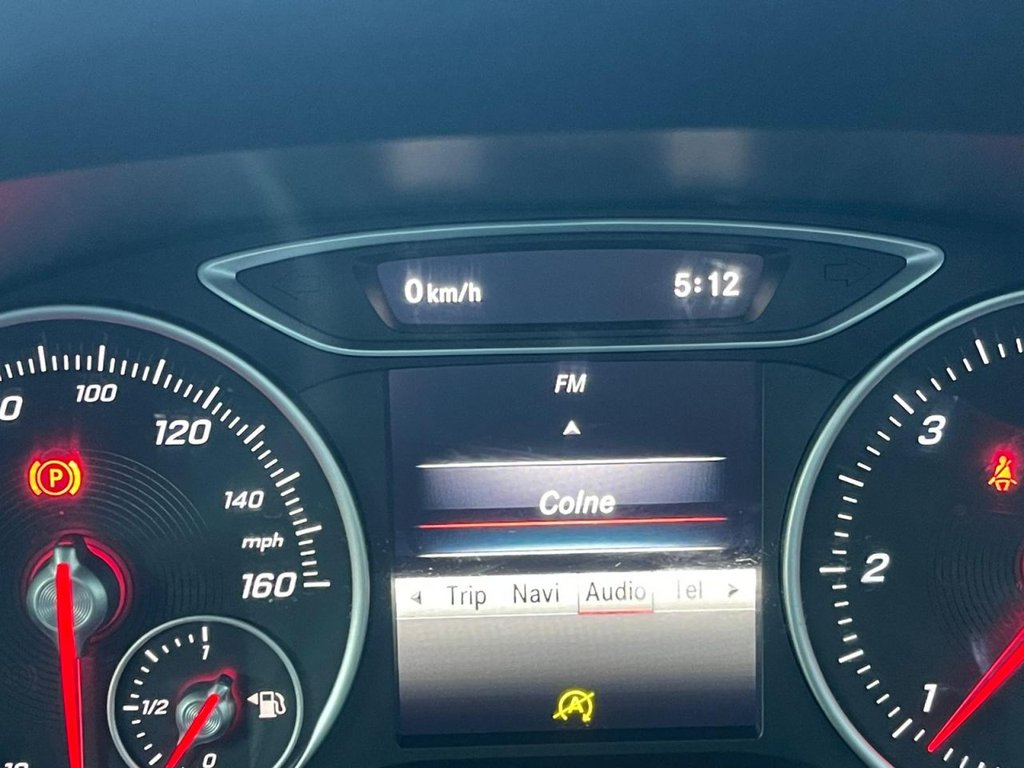 0 km/h
5:12
FM
Colne
Trip Navi Audio Tel
100
120
140
mph
160
P
1
1/2
0
A
3
2
1